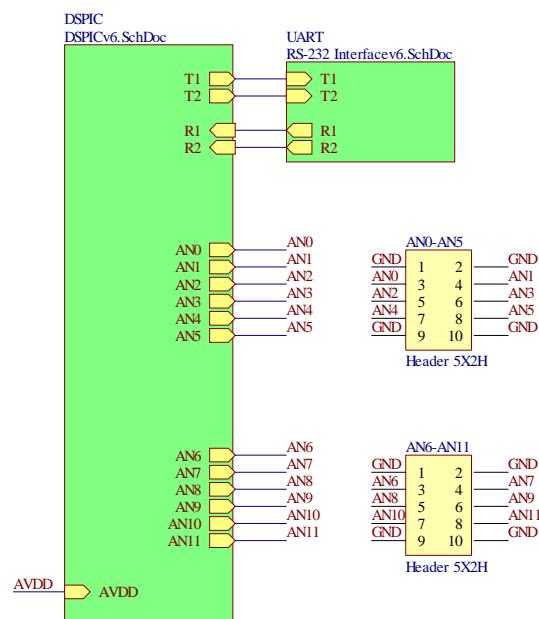 DSPIC
DSPICv6.SchDoc
UART
RS-232 Interfacev6.SchDoc
T1 T1
T2 T2
R1 R1
R2 R2
AN0 AN0 AN0-AN5
AN1 AN1 GND 1 2 GND
AN2 AN2 AN0 3 4 AN1
AN3 AN3 AN2 5 6 AN3
AN4 AN4 AN4 7 8 AN5
AN5 AN5 GND 9 10 GND
Header 5X2H
AN6 AN6 AN6-AN11
AN7 AN7 GND 1 2 GND
AN8 AN8 AN6 3 4 AN7
AN9 AN9 AN8 5 6 AN9
AN10 AN10 AN10 7 8 AN11
AN11 AN11 GND 9 10 GND
Header 5X2H
AVDD AVDD